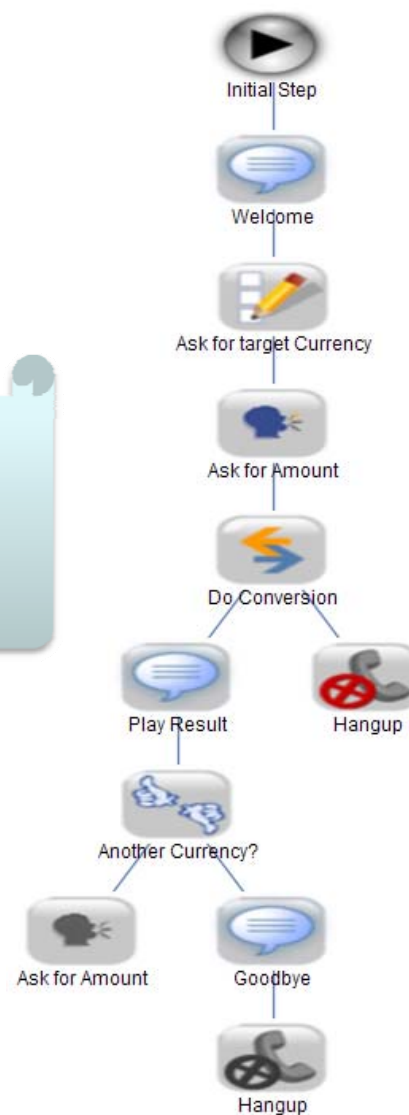 Initial Step
Welcome
Ask for target Currency
Ask for Amount
Do Conversion
Play Result
Hangup
Another Currency?
Ask for Amount
Goodbye
Hangup